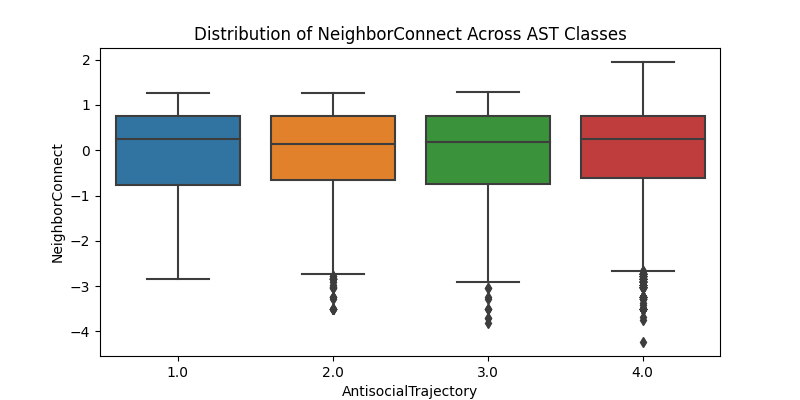 Distribution of NeighborConnect Across AST Classes
NeighborConnect
2
1
0
−1
−2
−3
−4
1.0 2.0 3.0 4.0
AntisocialTrajectory